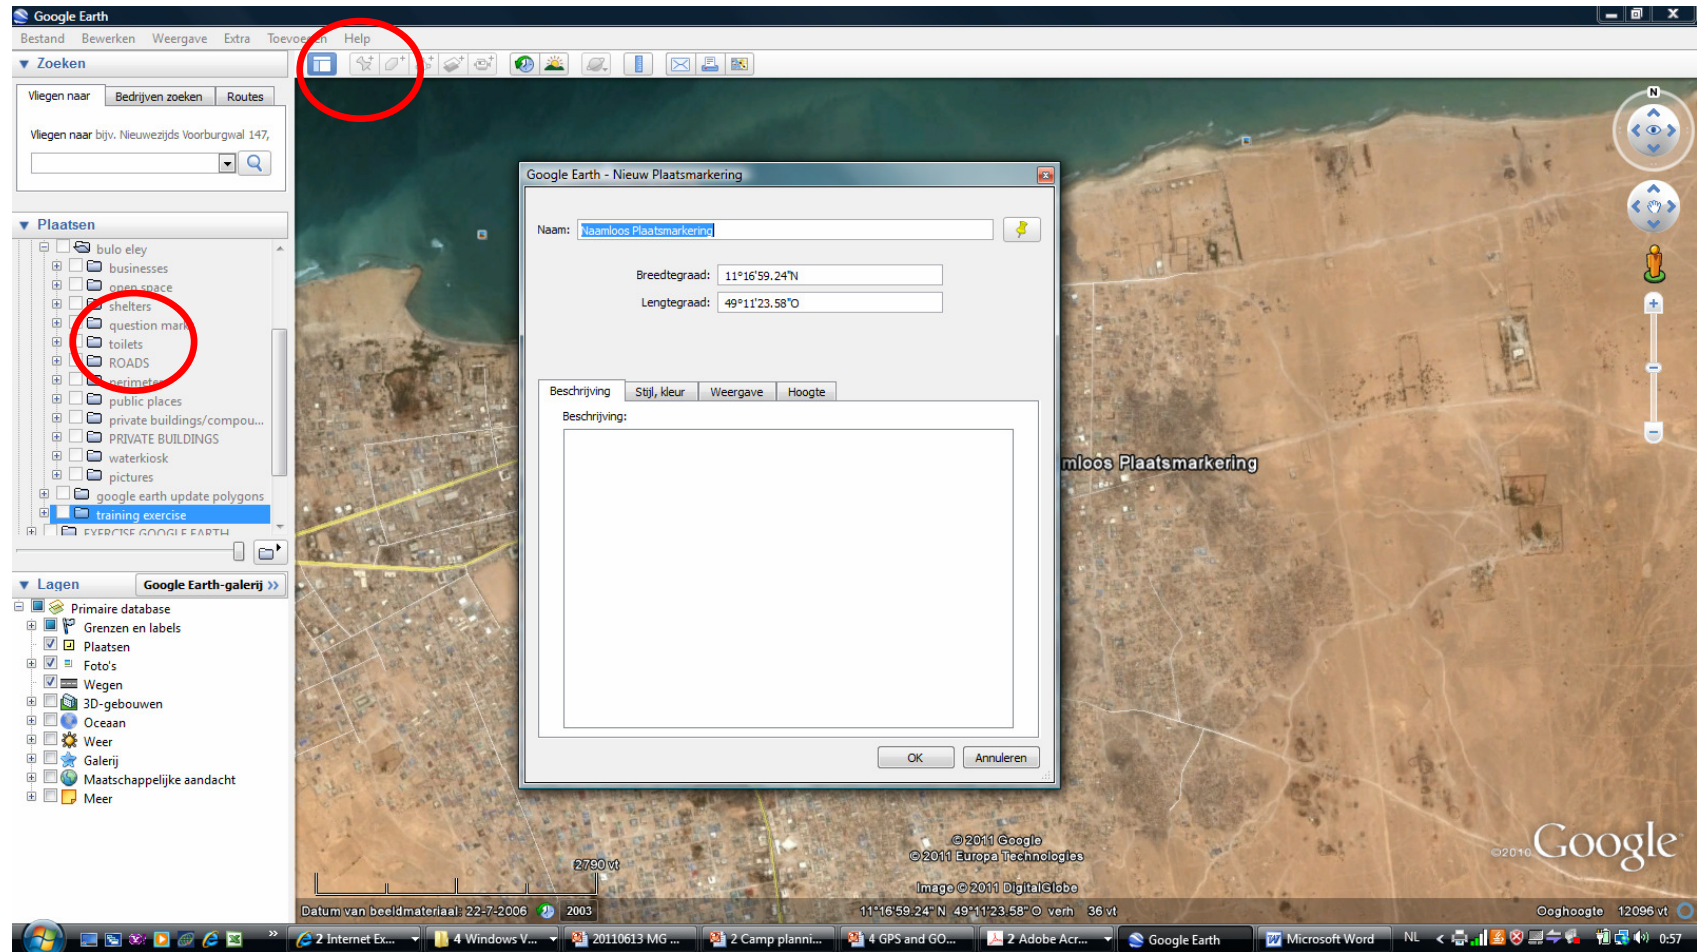 Google Earth
Bestand Bewerken Weergave Extra Toevoegen Help
Zoeken
Vliegen naar Bedrijven zoeken Routes
Vliegen naar bijv. Nieuwezijds Voorburgwal 147,
Plaatsen
bulo eley
businesses
open space
shelters
question mark
toilets
ROADS
perimeter
public places
private buildings/compou...
PRIVATE BUILDINGS
waterkiosk
pictures
google earth update polygons
training exercise
EXERCISE GOOGLE EARTH
Lagen Google Earth-galerij >>
Primaire database
Grenzen en labels
Plaatsen
Foto's
Wegen
3D-gebouwen
Oceaan
Weer
Galerij
Maatschappelijke aandacht
Meer
N
Google Earth - Nieuw Plaatsmarkering
Naam: Naamloos Plaatsmarkering
Breedtegraad: 11°16'59.24"N
Lengtegraad: 49°11'23.58"O
Beschrijving Stijl, kleur Weergave Hoogte
Beschrijving:
OK Annuleren
mloos Plaatsmarkering
©2011 Google
©2011 Europa Technologies
Image © 2011 DigitalGlobe
©2010 Google
2790 vt
Datum van beeldmateriaal: 22-7-2006 2003 11°16'59.24" N 49°11'23.58" O verh 36 vt Ooghoogte 12096 vt
2 Internet Ex... 4 Windows V... 20110613 MG ... 2 Camp planni... 4 GPS and GO... 2 Adobe Acr... Google Earth Microsoft Word NL 0:57